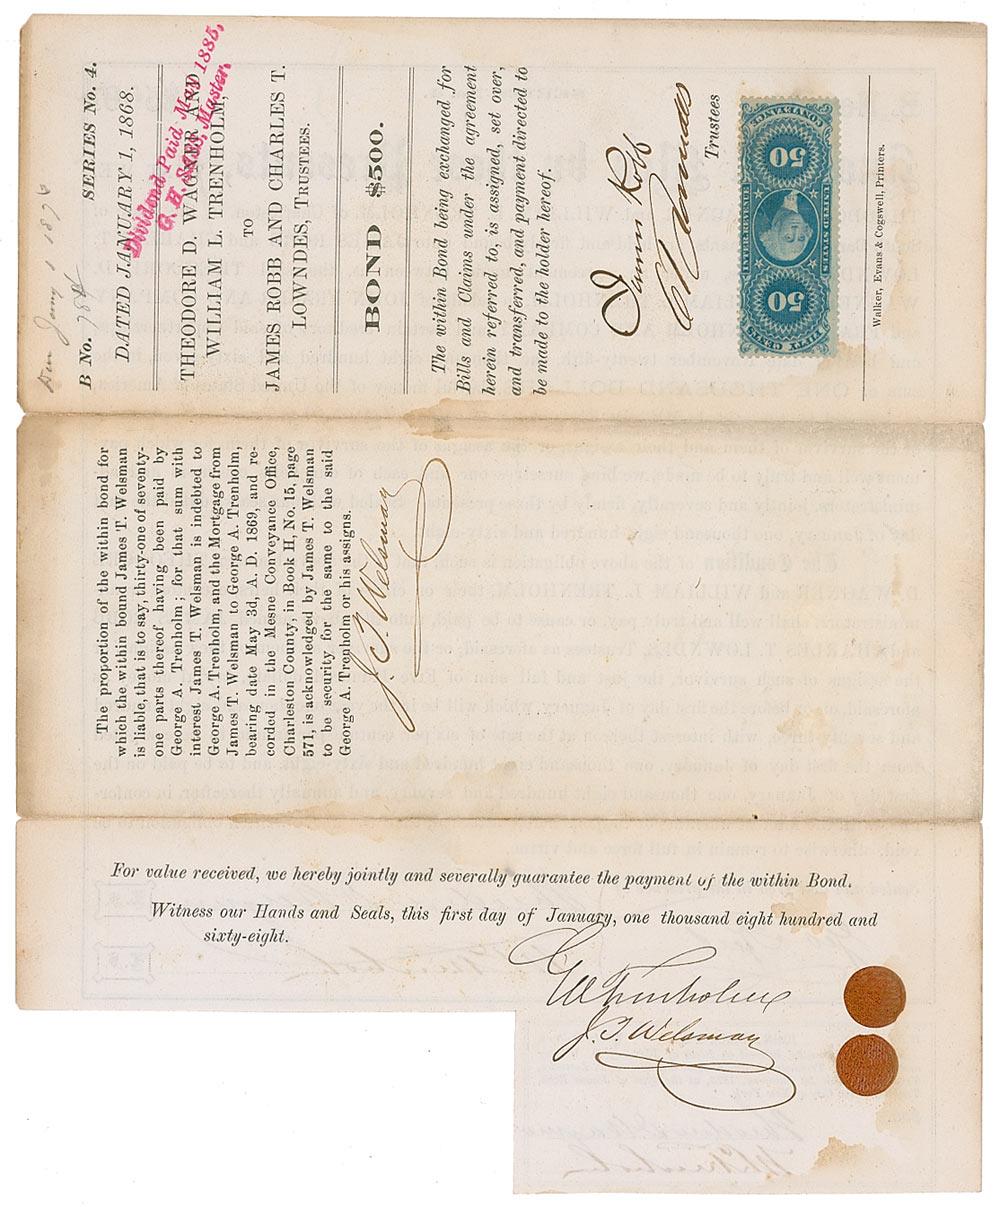 Due January 1 1870
B No. 784 SERIES No. 4.
DATED JANUARY 1, 1868.
Dividend Paid May 1885,
G. H. Sass, Master.
THEODORE D. WAGNER AND
WILLIAM L. TRENHOLM,
TO
JAMES ROBB AND CHARLES T.
LOWNDES, TRUSTEES.
BOND $500.
The within Bond being exchanged for
Bills and Claims under the agreement
herein referred to, is assigned, set over,
and transferred, and payment directed to
be made to the holder hereof.
James Robb
C T Lowndes
Trustees
50
CONVEYANCE
INTER. REVENUE
UNITED STATES
50
FIFTY CENTS
Walker, Evans & Cogswell, Printers.
The proportion of the within bond for
which the within bound James T. Welsman
is liable, that is to say, thirty-one of seventy-
one parts thereof, having been paid by
George A. Trenholm, for that sum with
interest James T. Welsman is indebted to
George A. Trenholm, and the Mortgage from
James T. Welsman to George A. Trenholm,
bearing date May 3d, A. D. 1869, and re-
corded in the Mesne Conveyance Office,
Charleston County, in Book H, No. 15, page
571, is acknowledged by James T. Welsman
to be security for the same to the said
George A. Trenholm or his assigns.
J. T. Welsman
For value received, we hereby jointly and severally guarantee the payment of the within Bond.
Witness our Hands and Seals, this first day of January, one thousand eight hundred and
sixty-eight.
G A Trenholm
J. T. Welsman